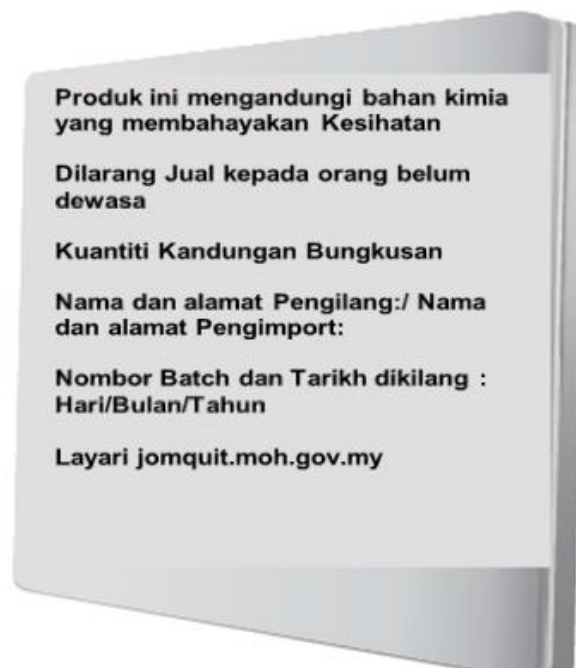 Produk ini mengandungi bahan kimia
yang membahayakan Kesihatan
Dilarang Jual kepada orang belum
dewasa
Kuantiti Kandungan Bungkusan
Nama dan alamat Pengilang:/ Nama
dan alamat Pengimport:
Nombor Batch dan Tarikh dikilang :
Hari/Bulan/Tahun
Layari jomquit.moh.gov.my